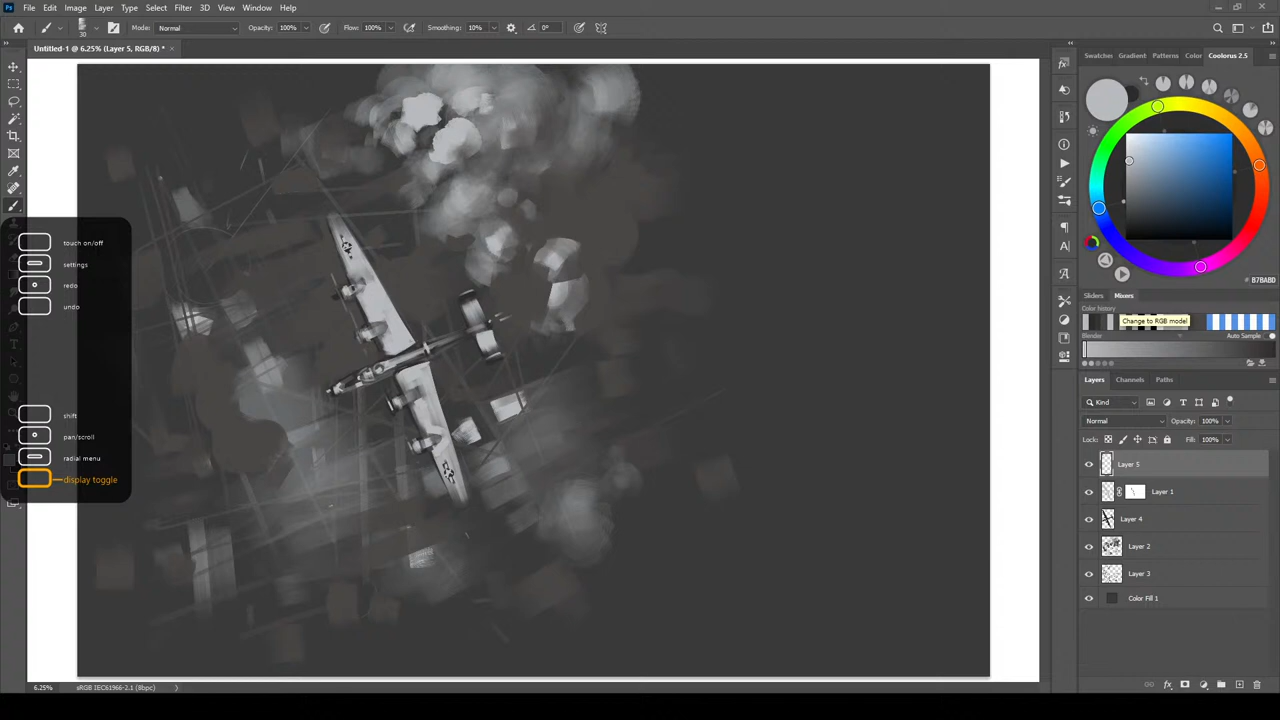 File Edit Image Layer Type Select Filter 3D View Window Help
30 Mode: Normal Opacity: 100% Flow: 100% Smoothing: 10% 0°
Untitled-1 @ 6.25% (Layer 5, RGB/8) * ×
Swatches Gradient Patterns Color Coolorus 2.5
touch on/off
settings
redo
undo
shift
pan/scroll
radial menu
display toggle
B7BABD
Sliders Mixers
Color history
Change to RGB model
Blender Auto Sample
Layers Channels Paths
Kind
Normal Opacity: 100%
Lock: Fill: 100%
Layer 5
Layer 1
Layer 4
Layer 2
Layer 3
Color Fill 1
6.25% sRGB IEC61966-2.1 (8bpc)